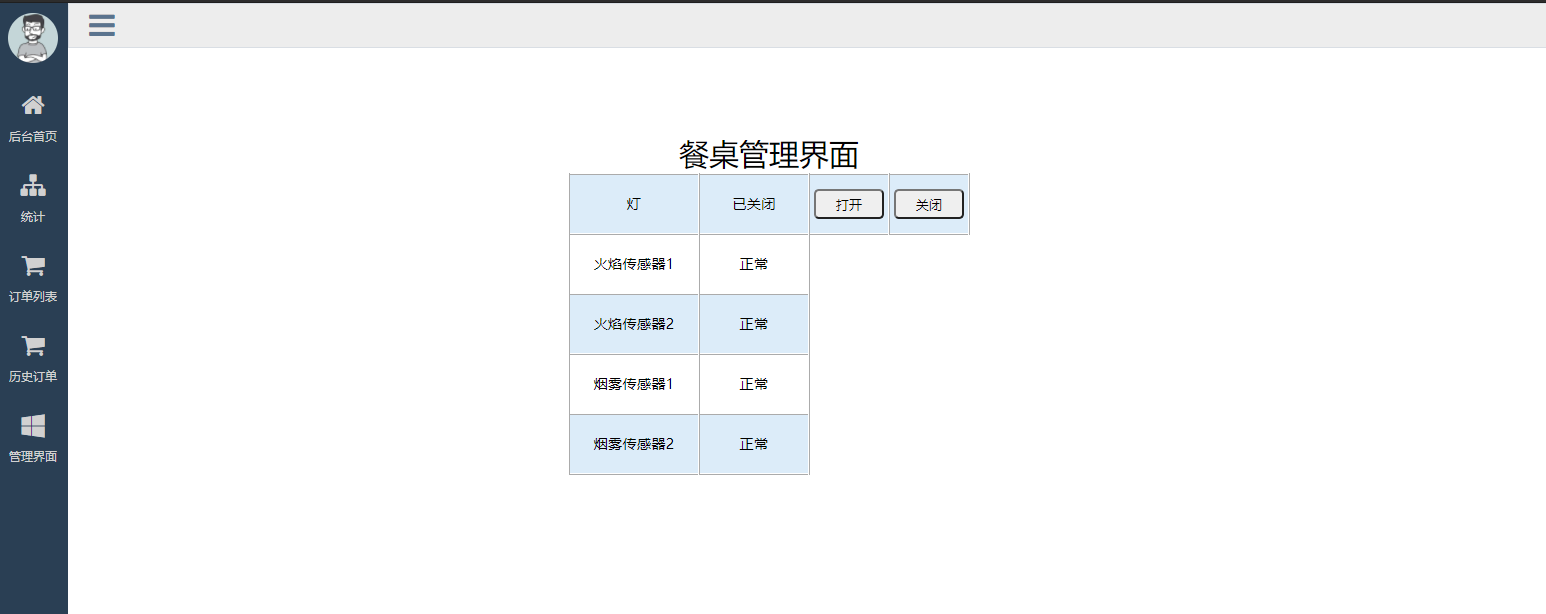 后台首页
统计
订单列表
历史订单
管理界面
餐桌管理界面
灯 已关闭 打开 关闭
火焰传感器1 正常
火焰传感器2 正常
烟雾传感器1 正常
烟雾传感器2 正常